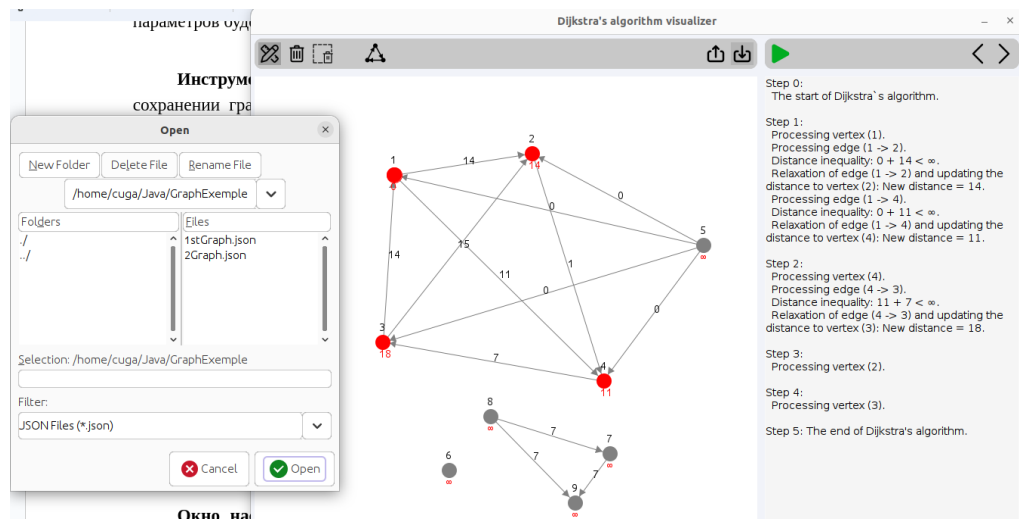 параметров
Инструм
сохранении гра
Окно
Dijkstra's algorithm visualizer
Open
New Folder
Delete File
Rename File
/home/cuga/Java/GraphExemple
Folders
Files
./
../
1stGraph.json
2Graph.json
Selection: /home/cuga/Java/GraphExemple
Filter:
JSON Files (*.json)
Cancel
Open
2
14
1
14
0
5
∞
0
15
1
14
11
0
0
3
18
7
4
11
8
∞
7
7
∞
7
7
6
∞
9
∞
Step 0:
The start of Dijkstra`s algorithm.
Step 1:
Processing vertex (1).
Processing edge (1 -> 2).
Distance inequality: 0 + 14 < ∞.
Relaxation of edge (1 -> 2) and updating the
distance to vertex (2): New distance = 14.
Processing edge (1 -> 4).
Distance inequality: 0 + 11 < ∞.
Relaxation of edge (1 -> 4) and updating the
distance to vertex (4): New distance = 11.
Step 2:
Processing vertex (4).
Processing edge (4 -> 3).
Distance inequality: 11 + 7 < ∞.
Relaxation of edge (4 -> 3) and updating the
distance to vertex (3): New distance = 18.
Step 3:
Processing vertex (2).
Step 4:
Processing vertex (3).
Step 5: The end of Dijkstra's algorithm.